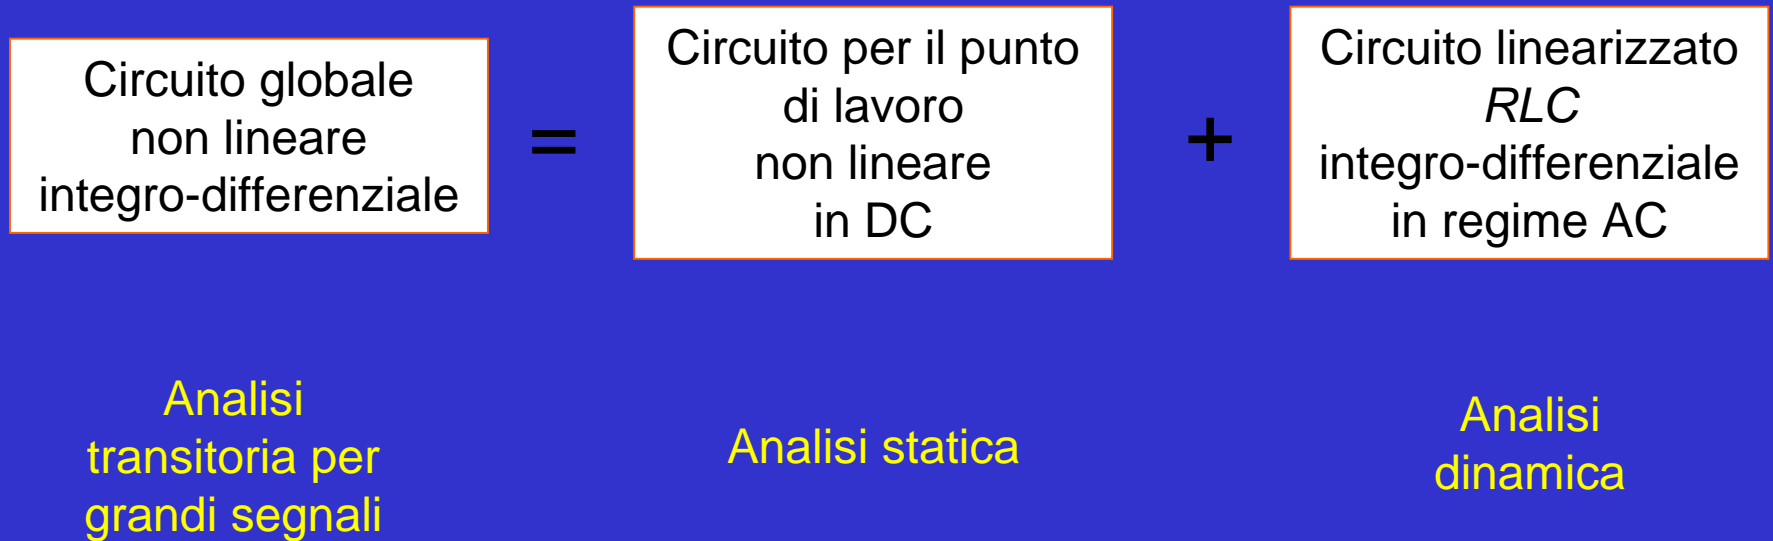 Circuito globale
non lineare
integro-differenziale
=
Circuito per il punto
di lavoro
non lineare
in DC
+
Circuito linearizzato
RLC
integro-differenziale
in regime AC
Analisi
transitoria per
grandi segnali
Analisi statica
Analisi
dinamica